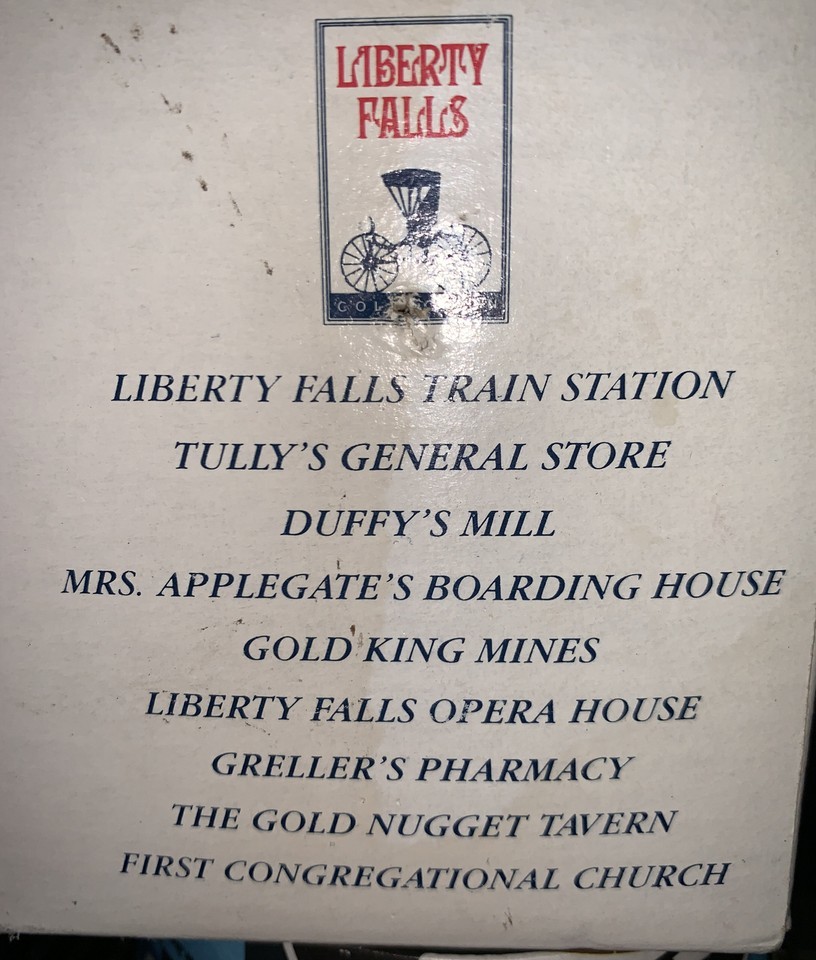 LIBERTY
FALLS
LIBERTY FALLS TRAIN STATION
TULLY'S GENERAL STORE
DUFFY'S MILL
MRS. APPLEGATE'S BOARDING HOUSE
GOLD KING MINES
LIBERTY FALLS OPERA HOUSE
GRELLER'S PHARMACY
THE GOLD NUGGET TAVERN
FIRST CONGREGATIONAL CHURCH